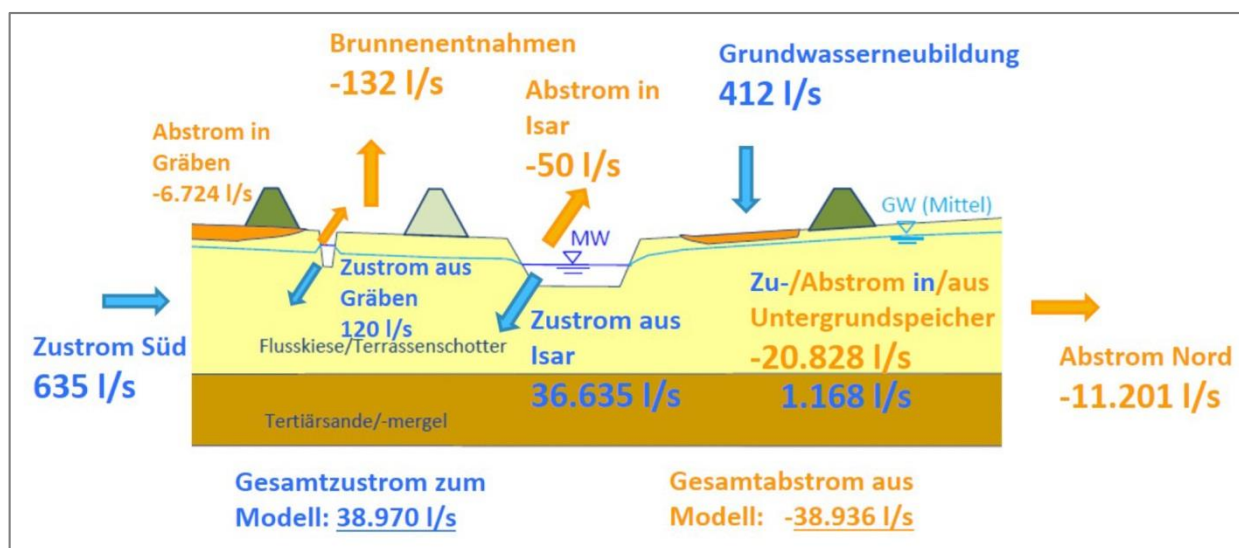 Brunnenentnahmen
-132 l/s
Grundwasserneubildung
412 l/s
Abstrom in
Isar
-50 l/s
Abstrom in
Gräben
-6.724 l/s
GW (Mittel)
MW
Zustrom aus
Gräben
120 l/s
Zu-/Abstrom in/aus
Untergrundspeicher
-20.828 l/s
1.168 l/s
Zustrom aus
Isar
36.635 l/s
Zustrom Süd
635 l/s
Flusskiese/Terrassenschotter
Abstrom Nord
-11.201 l/s
Tertiärsande/-mergel
Gesamtzustrom zum
Modell: 38.970 l/s
Gesamtabstrom aus
Modell: -38.936 l/s